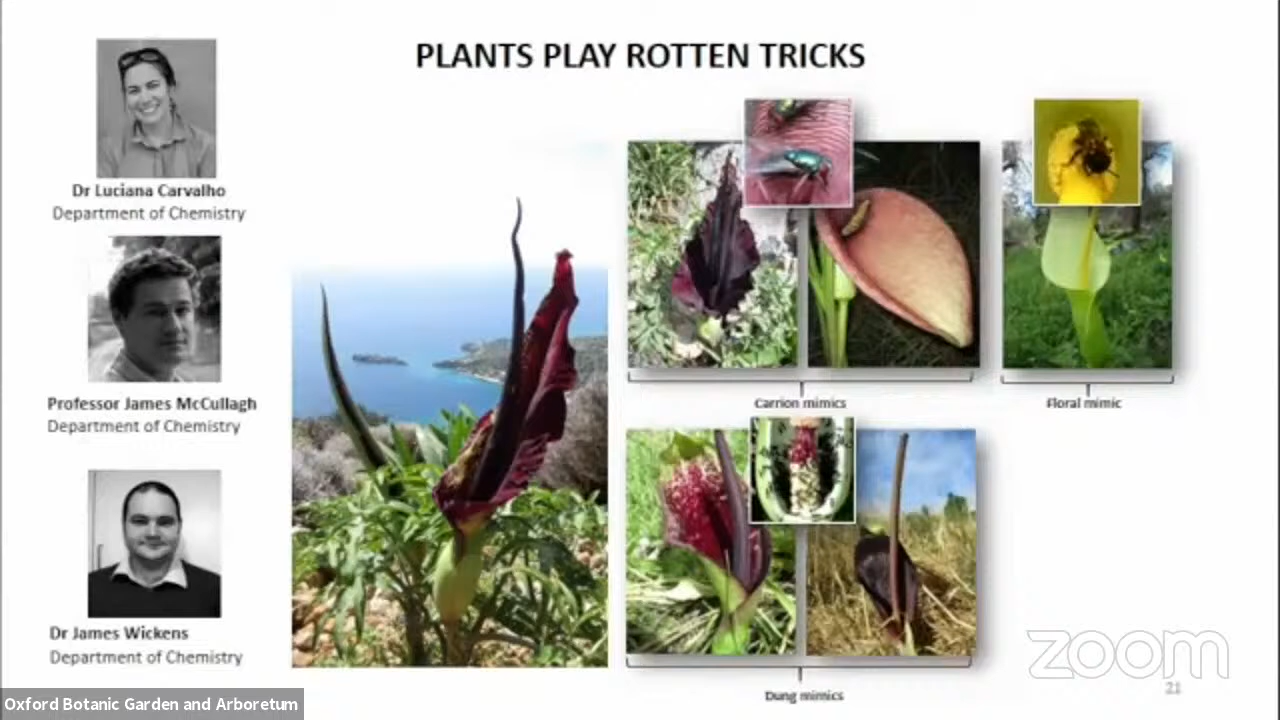 PLANTS PLAY ROTTEN TRICKS
Dr Luciana Carvalho
Department of Chemistry
Professor James McCullagh
Department of Chemistry
Dr James Wickens
Department of Chemistry
Carrion mimics
Floral mimic
Dung mimics
zoom
21
Oxford Botanic Garden and Arboretum